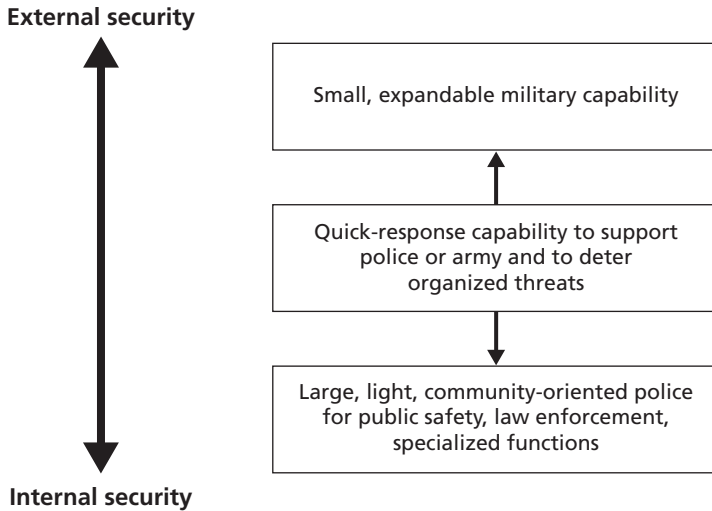 External security
Small, expandable military capability
Quick-response capability to support
police or army and to deter
organized threats
Large, light, community-oriented police
for public safety, law enforcement,
specialized functions
Internal security